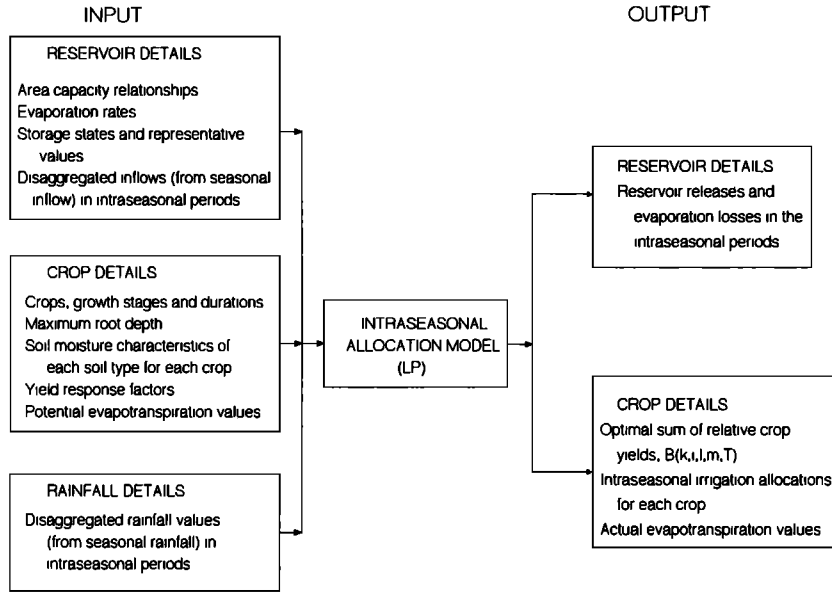 INPUT
OUTPUT
RESERVOIR DETAILS
Area capacity relationships
Evaporation rates
Storage states and representative
values
Disaggregated inflows (from seasonal
inflow) in intraseasonal periods
CROP DETAILS
Crops, growth stages and durations
Maximum root depth
Soil moisture characteristics of
each soil type for each crop
Yield response factors
Potential evapotranspiration values
RAINFALL DETAILS
Disaggregated rainfall values
(from seasonal rainfall) in
intraseasonal periods
INTRASEASONAL
ALLOCATION MODEL
(LP)
RESERVOIR DETAILS
Reservoir releases and
evaporation losses in the
intraseasonal periods
CROP DETAILS
Optimal sum of relative crop
yields, B(k,i,l,m,T)
Intraseasonal irrigation allocations
for each crop
Actual evapotranspiration values